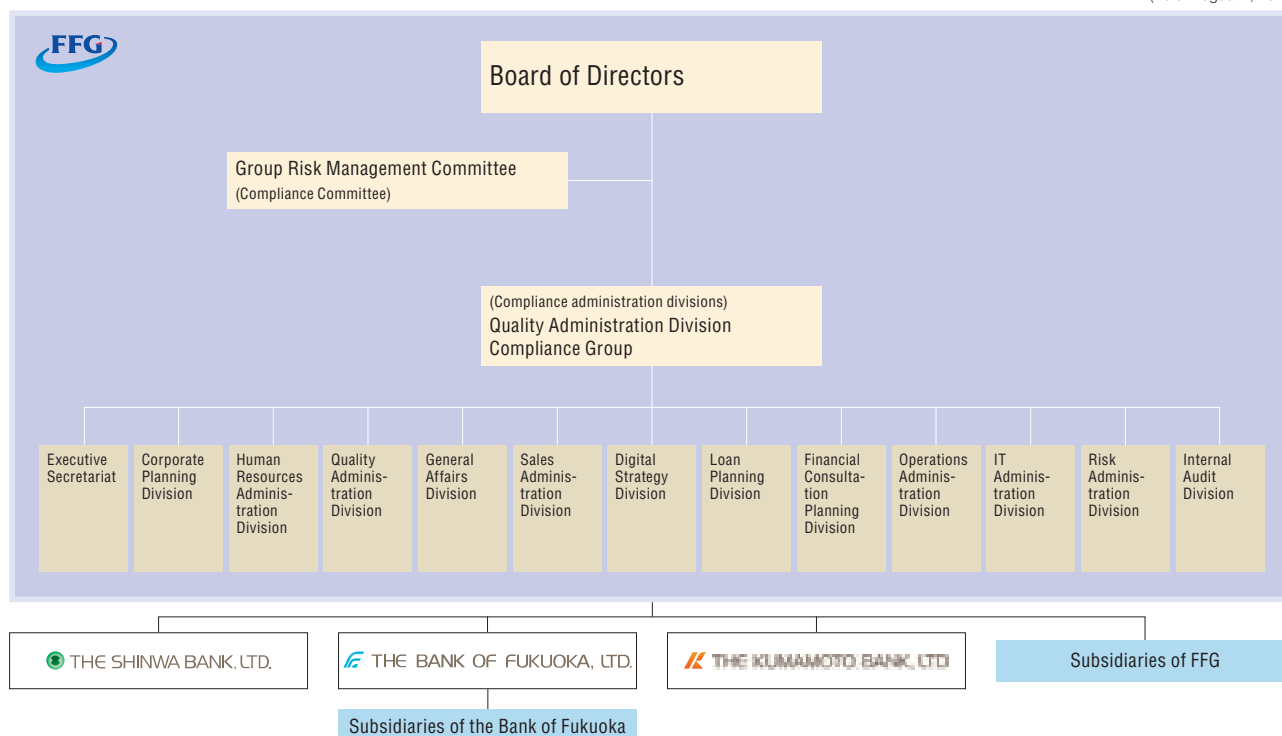 FFG
Board of Directors
Group Risk Management Committee
(Compliance Committee)
(Compliance administration divisions)
Quality Administration Division
Compliance Group
Executive
Secretariat
Corporate
Planning
Division
Human
Resources
Adminis-
tration
Division
Quality
Adminis-
tration
Division
General
Affairs
Division
Sales
Adminis-
tration
Division
Digital
Strategy
Division
Loan
Planning
Division
Financial
Consulta-
tion
Planning
Division
Operations
Adminis-
tration
Division
IT
Adminis-
tration
Division
Risk
Adminis-
tration
Division
Internal
Audit
Division
THE SHINWA BANK, LTD.
THE BANK OF FUKUOKA, LTD.
THE KUMAMOTO BANK, LTD
Subsidiaries of FFG
Subsidiaries of the Bank of Fukuoka